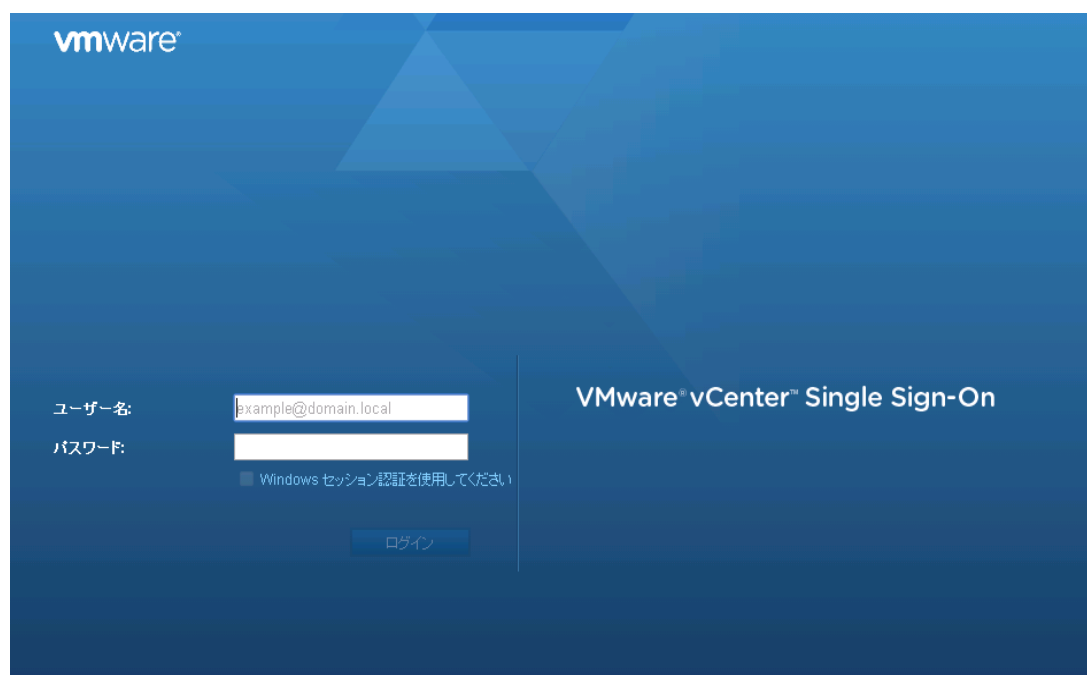 vmware®
ユーザー名:
example@domain.local
VMware® vCenter™ Single Sign-On
パスワード:
Windows セッション認証を使用してください
ログイン